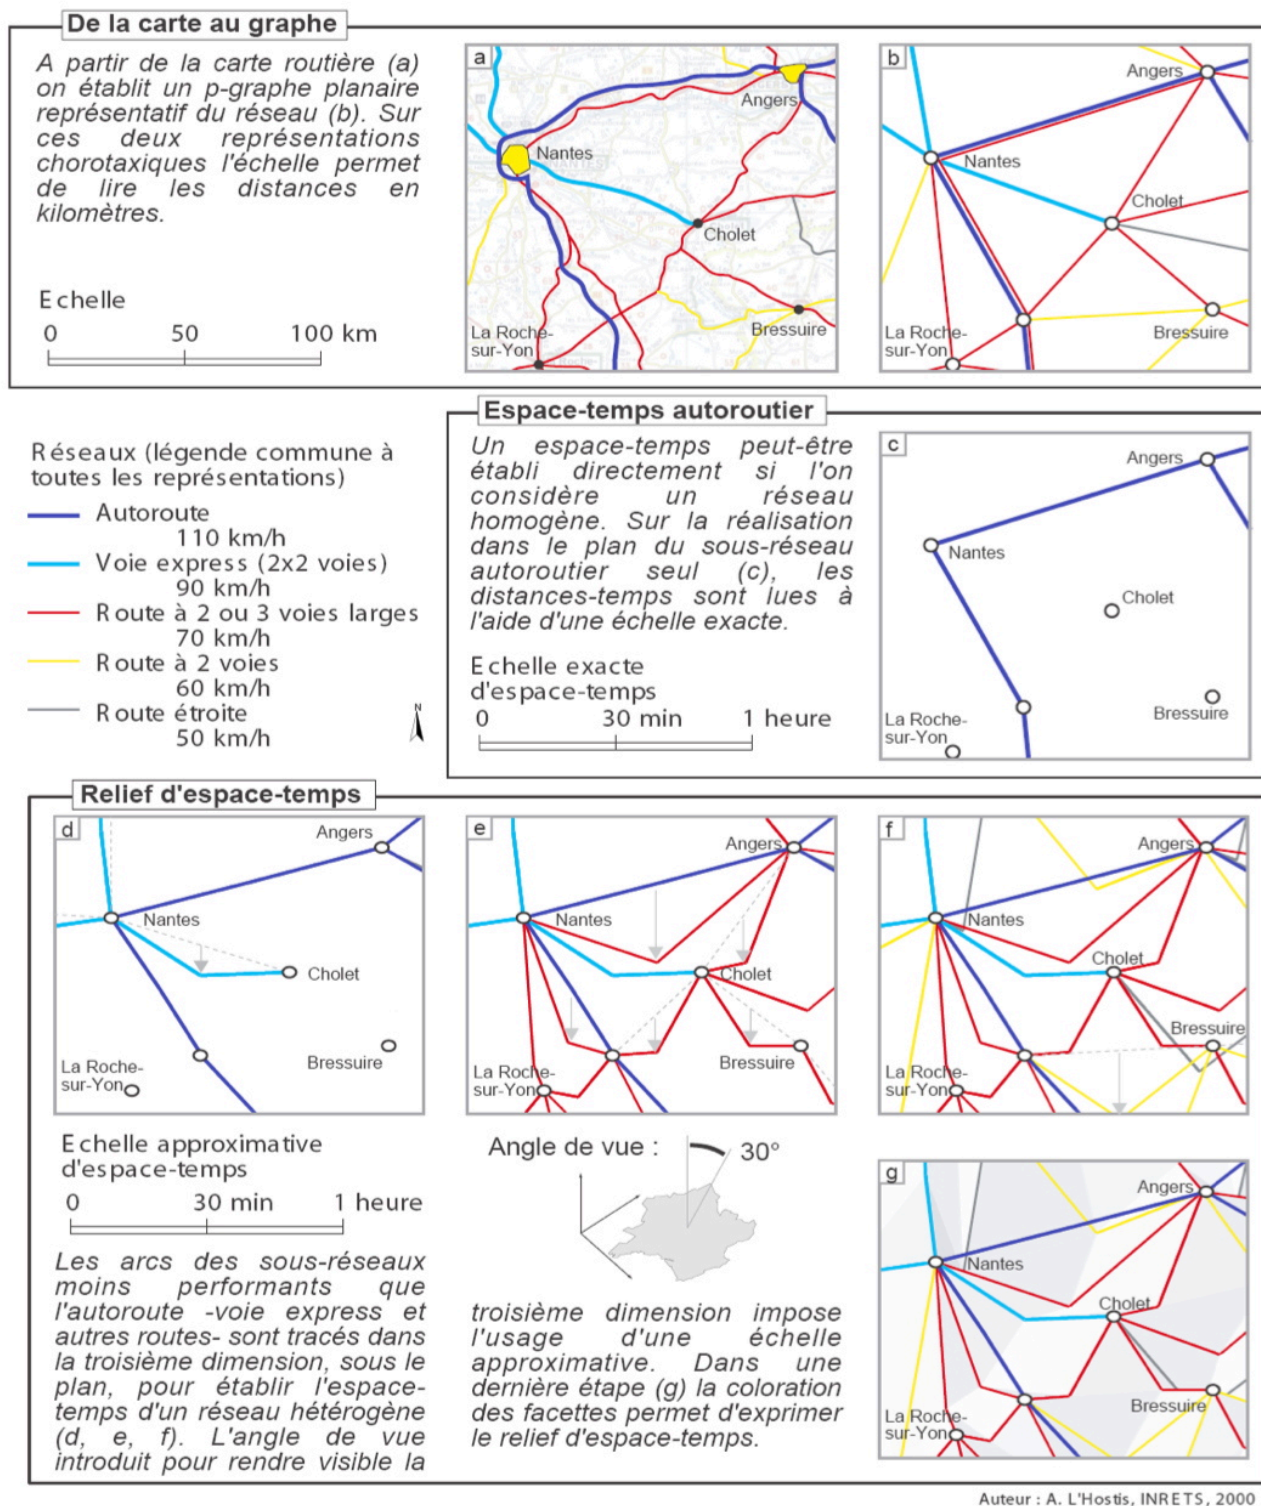 De la carte au graphe
A partir de la carte routière (a)
on établit un p-graphe planaire
représentatif du réseau (b). Sur
ces deux représentations
chorotaxiques l'échelle permet
de lire les distances en
kilomètres.
Echelle
0 50 100 km
a
Angers
Nantes
Cholet
La Roche-
sur-Yon
Bressuire
b
Angers
Nantes
Cholet
La Roche-
sur-Yon
Bressuire
Réseaux (légende commune à
toutes les représentations)
Autoroute
110 km/h
Voie express (2x2 voies)
90 km/h
Route à 2 ou 3 voies larges
70 km/h
Route à 2 voies
60 km/h
Route étroite
50 km/h
N
Espace-temps autoroutier
Un espace-temps peut-être
établi directement si l'on
considère un réseau
homogène. Sur la réalisation
dans le plan du sous-réseau
autoroutier seul (c), les
distances-temps sont lues à
l'aide d'une échelle exacte.
Echelle exacte
d'espace-temps
0 30 min 1 heure
c
Angers
Nantes
Cholet
La Roche-
sur-Yon
Bressuire
Relief d'espace-temps
d
Angers
Nantes
Cholet
La Roche-
sur-Yon
Bressuire
e
Angers
Nantes
Cholet
La Roche-
sur-Yon
Bressuire
f
Angers
Nantes
Cholet
Bressuire
La Roche-
sur-Yon
Echelle approximative
d'espace-temps
0 30 min 1 heure
Les arcs des sous-réseaux
moins performants que
l'autoroute -voie express et
autres routes- sont tracés dans
la troisième dimension, sous le
plan, pour établir l'espace-
temps d'un réseau hétérogène
(d, e, f). L'angle de vue
introduit pour rendre visible la
Angle de vue : 30°
troisième dimension impose
l'usage d'une échelle
approximative. Dans une
dernière étape (g) la coloration
des facettes permet d'exprimer
le relief d'espace-temps.
g
Angers
Nantes
Cholet
Bressuire
La Roche-
sur-Yon
Auteur : A. L'Hostis, INRETS, 2000